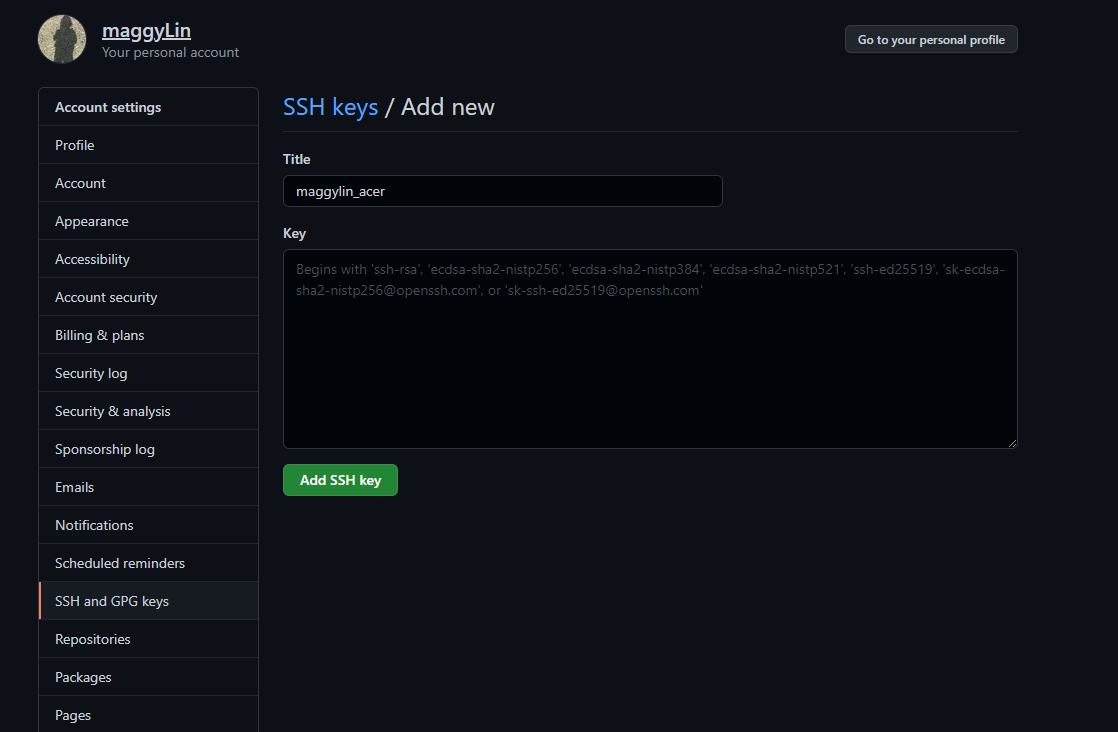 maggyLin
Your personal account
Go to your personal profile
Account settings
Profile
Account
Appearance
Accessibility
Account security
Billing & plans
Security log
Security & analysis
Sponsorship log
Emails
Notifications
Scheduled reminders
SSH and GPG keys
Repositories
Packages
Pages
SSH keys / Add new
Title
maggylin_acer
Key
Begins with 'ssh-rsa', 'ecdsa-sha2-nistp256', 'ecdsa-sha2-nistp384', 'ecdsa-sha2-nistp521', 'ssh-ed25519', 'sk-ecdsa-
sha2-nistp256@openssh.com', or 'sk-ssh-ed25519@openssh.com'
Add SSH key